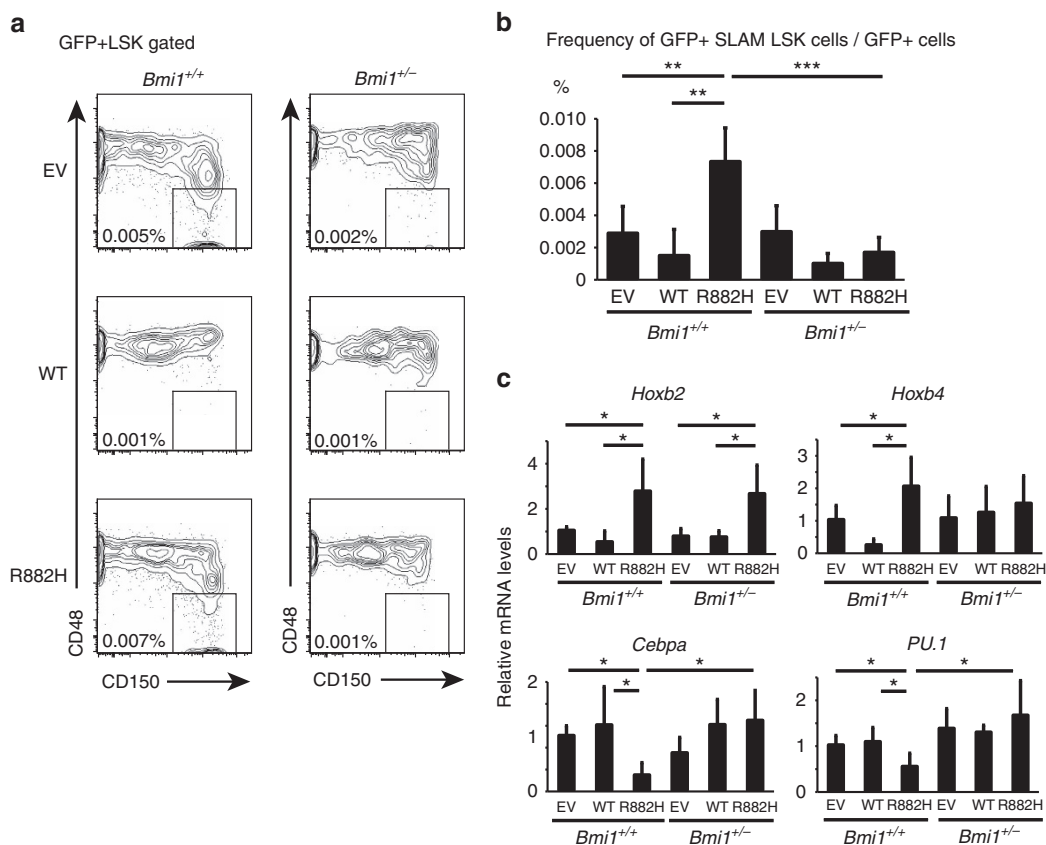 a
GFP+LSK gated
Bmi1+/+
Bmi1+/–
EV
0.005%
0.002%
WT
0.001%
0.001%
R882H
0.007%
0.001%
CD48
CD48
CD150
CD150
b
Frequency of GFP+ SLAM LSK cells / GFP+ cells
** ***
**
%
0.010
0.008
0.006
0.004
0.002
0
EV WT R882H EV WT R882H
Bmi1+/+ Bmi1+/–
c
Relative mRNA levels
Hoxb2
* *
* *
4
2
0
EV WT R882H EV WT R882H
Bmi1+/+ Bmi1+/–
Hoxb4
*
*
3
2
1
0
EV WT R882H EV WT R882H
Bmi1+/+ Bmi1+/–
Cebpa
* *
*
2
1
0
EV WT R882H EV WT R882H
Bmi1+/+ Bmi1+/–
PU.1
* *
*
2
1
0
EV WT R882H EV WT R882H
Bmi1+/+ Bmi1+/–